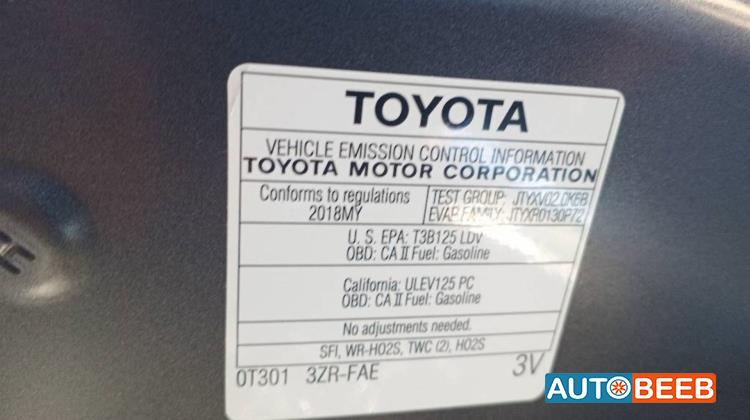 TOYOTA
VEHICLE EMISSION CONTROL INFORMATION
TOYOTA MOTOR CORPORATION
Conforms to regulations
2018MY
TEST GROUP: JTYXV02.0KEB
EVAP. FAMILY: JTYXR0130P72
U. S. EPA: T3B125 LDV
OBD: CA II Fuel: Gasoline
California: ULEV125 PC
OBD: CA II Fuel: Gasoline
No adjustments needed.
SFI, WR-HO2S, TWC (2), HO2S
0T301 3ZR-FAE 3V
AUTOBEEB